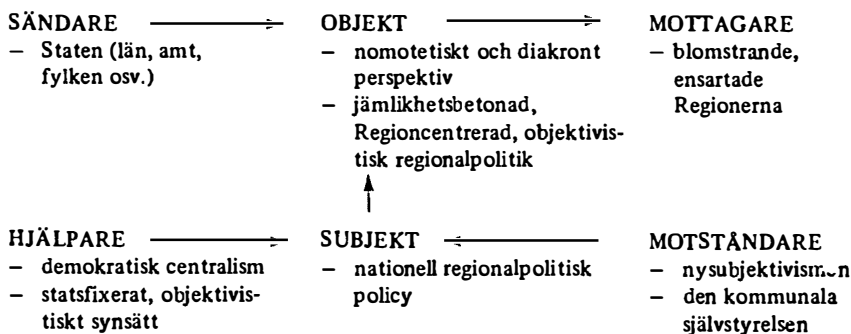 SÄNDARE
– Staten (län, amt,
fylken osv.)
OBJEKT
– nomotetiskt och diakront
perspektiv
– jämlikhetsbetonad,
Regioncentrerad, objektivis-
tisk regionalpolitik
MOTTAGARE
– blomstrande,
ensartade
Regionerna
HJÄLPARE
– demokratisk centralism
– statsfixerat, objektivis-
tiskt synsätt
SUBJEKT
– nationell regionalpolitisk
policy
MOTSTÅNDARE
– nysubjektivismen
– den kommunala
självstyrelsen